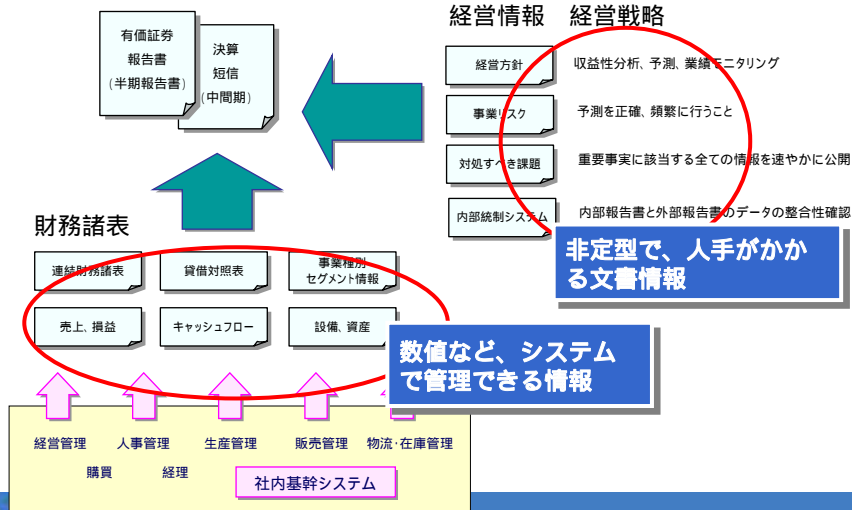 経営情報 経営戦略
有価証券
報告書
(半期報告書)
決算
短信
(中間期)
経営方針
収益性分析、予測、業績モニタリング
事業リスク
予測を正確、頻繁に行うこと
対処すべき課題
重要事実に該当する全ての情報を速やかに公開
内部統制システム
内部報告書と外部報告書のデータの整合性確認
非定型で、人手がかか
る文書情報
財務諸表
連結財務諸表
貸借対照表
事業種別
セグメント情報
売上、損益
キャッシュフロー
設備、資産
数値など、システム
で管理できる情報
経営管理 人事管理 生産管理 販売管理 物流・在庫管理
購買 経理
社内基幹システム